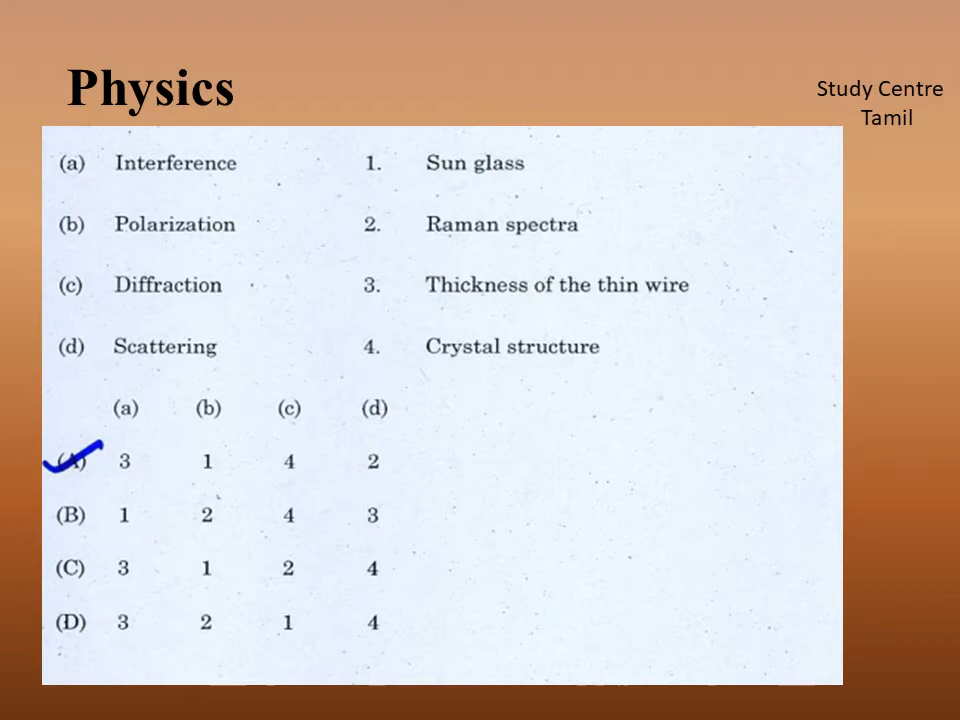 Physics
Study Centre
Tamil
(a) Interference 1. Sun glass
(b) Polarization 2. Raman spectra
(c) Diffraction 3. Thickness of the thin wire
(d) Scattering 4. Crystal structure
(a) (b) (c) (d)
(A) 3 1 4 2
(B) 1 2 4 3
(C) 3 1 2 4
(D) 3 2 1 4